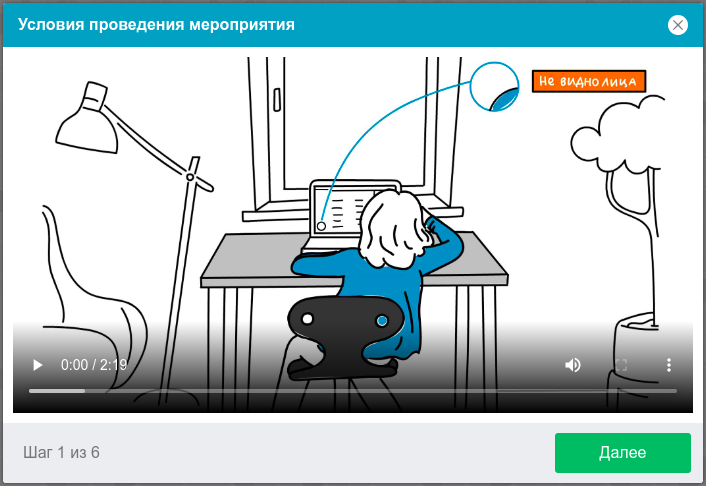 Условия проведения мероприятия
Не видно лица
0:00 / 2:19
Шаг 1 из 6
Далее